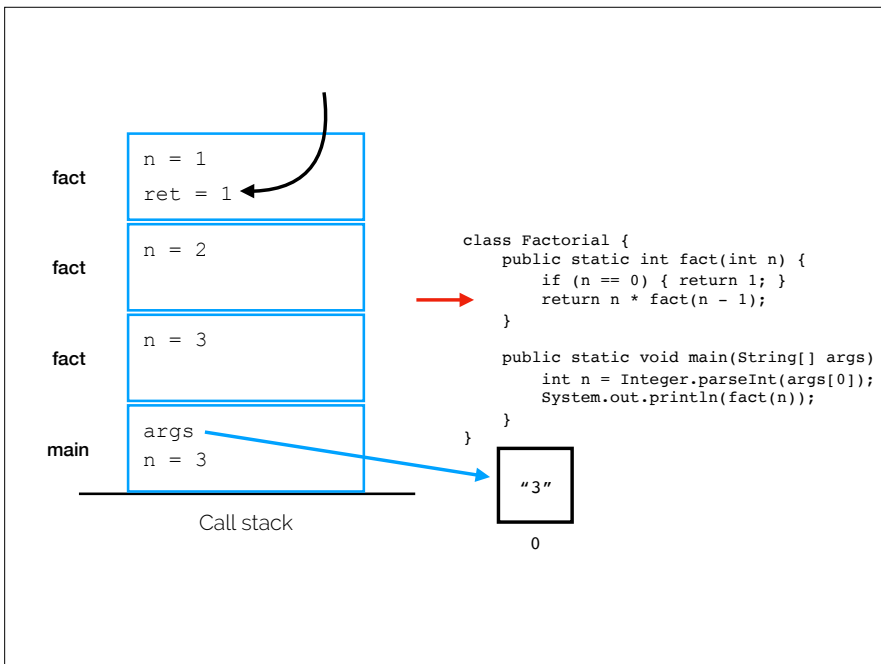 fact
n = 1
ret = 1
fact
n = 2
fact
n = 3
main
args
n = 3
Call stack
class Factorial {
    public static int fact(int n) {
        if (n == 0) { return 1; }
        return n * fact(n - 1);
    }

    public static void main(String[] args)
        int n = Integer.parseInt(args[0]);
        System.out.println(fact(n));
    }
}
“3”
0